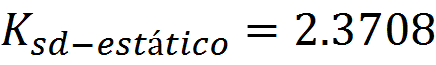 K_{sd-estático} = 2.3708